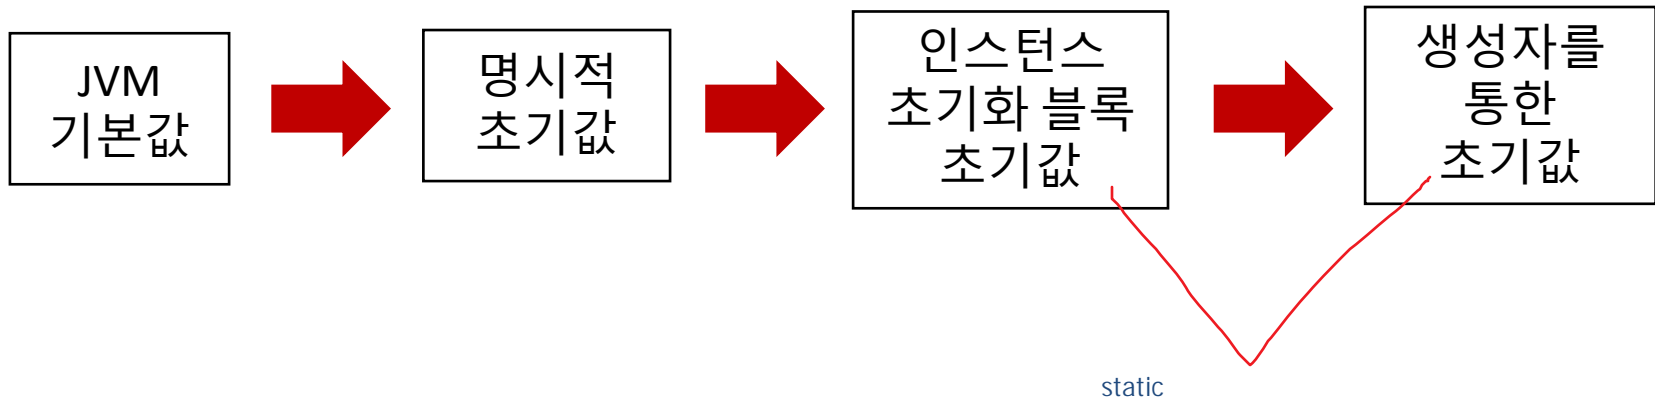 JVM
기본값
명시적
초기값
인스턴스
초기화 블록
초기값
생성자를
통한
초기값
static